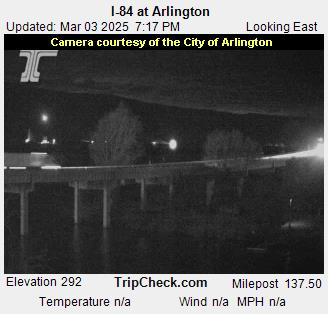 I-84 at Arlington
Updated: Mar 03 2025 7:17 PM Looking East
Camera courtesy of the City of Arlington
Elevation 292 TripCheck.com Milepost 137.50
Temperature n/a Wind n/a MPH n/a